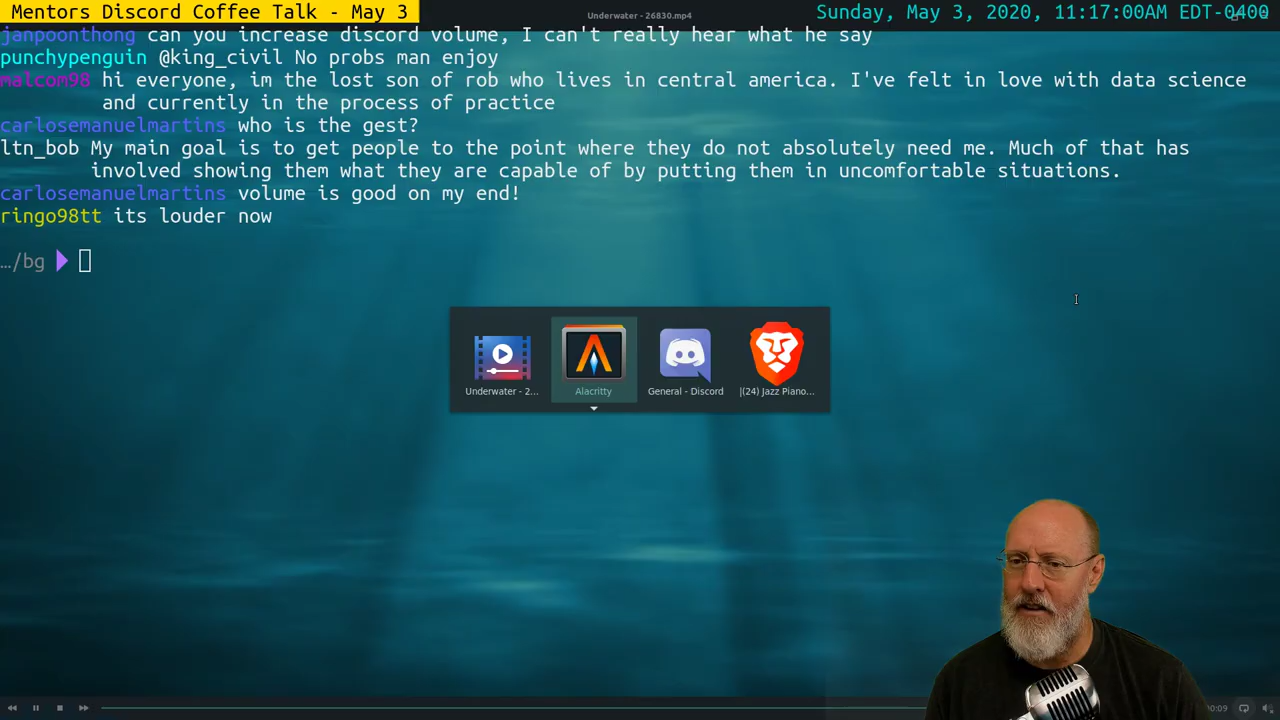 Mentors Discord Coffee Talk - May 3
Underwater - 26830.mp4
Sunday, May 3, 2020, 11:17:00AM EDT-0400
janpoonthong can you increase discord volume, I can't really hear what he say
punchypenguin @king_civil No probs man enjoy
malcom98 hi everyone, im the lost son of rob who lives in central america. I've felt in love with data science
and currently in the process of practice
carlosemanuelmartins who is the gest?
ltn_bob My main goal is to get people to the point where they do not absolutely need me. Much of that has
involved showing them what they are capable of by putting them in uncomfortable situations.
carlosemanuelmartins volume is good on my end!
ringo98tt its louder now
…/bg
Underwater - 2...
Alacritty
General - Discord
|(24) Jazz Piano...
00:09